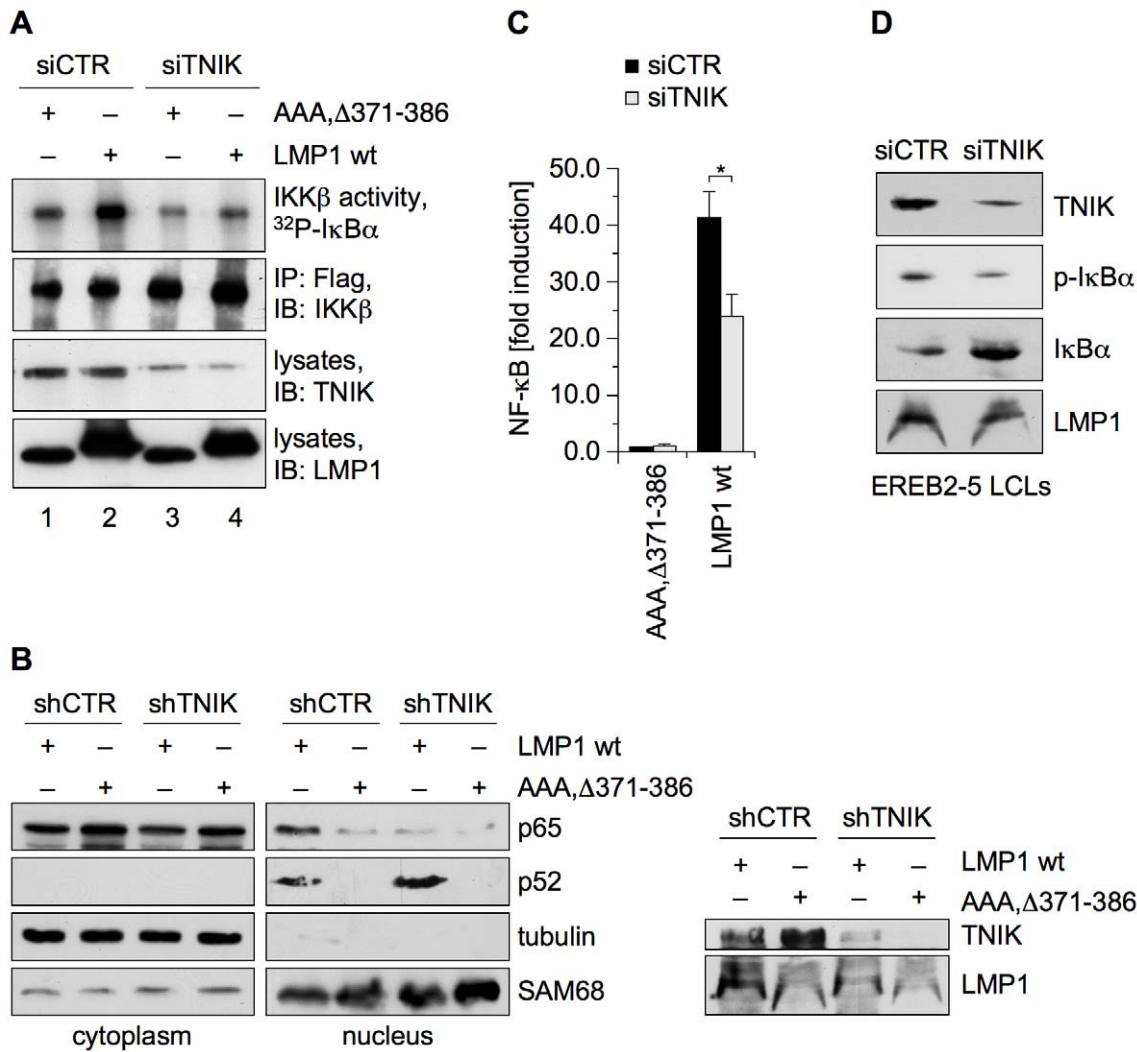 A
siCTR siTNIK
+ – + – AAA,Δ371-386
– + – + LMP1 wt
IKKβ activity,
³²P-IκBα
IP: Flag,
IB: IKKβ
lysates,
IB: TNIK
lysates,
IB: LMP1
1 2 3 4
C
siCTR
siTNIK
NF-κB [fold induction]
50.0
40.0
30.0
20.0
10.0
0.0
*
AAA,Δ371-386
LMP1 wt
D
siCTR siTNIK
TNIK
p-IκBα
IκBα
LMP1
EREB2-5 LCLs
B
shCTR shTNIK shCTR shTNIK
+ – + – + – + – LMP1 wt
– + – + – + – + AAA,Δ371-386
p65
p52
tubulin
SAM68
cytoplasm nucleus
shCTR shTNIK
+ – + – LMP1 wt
– + – + AAA,Δ371-386
TNIK
LMP1